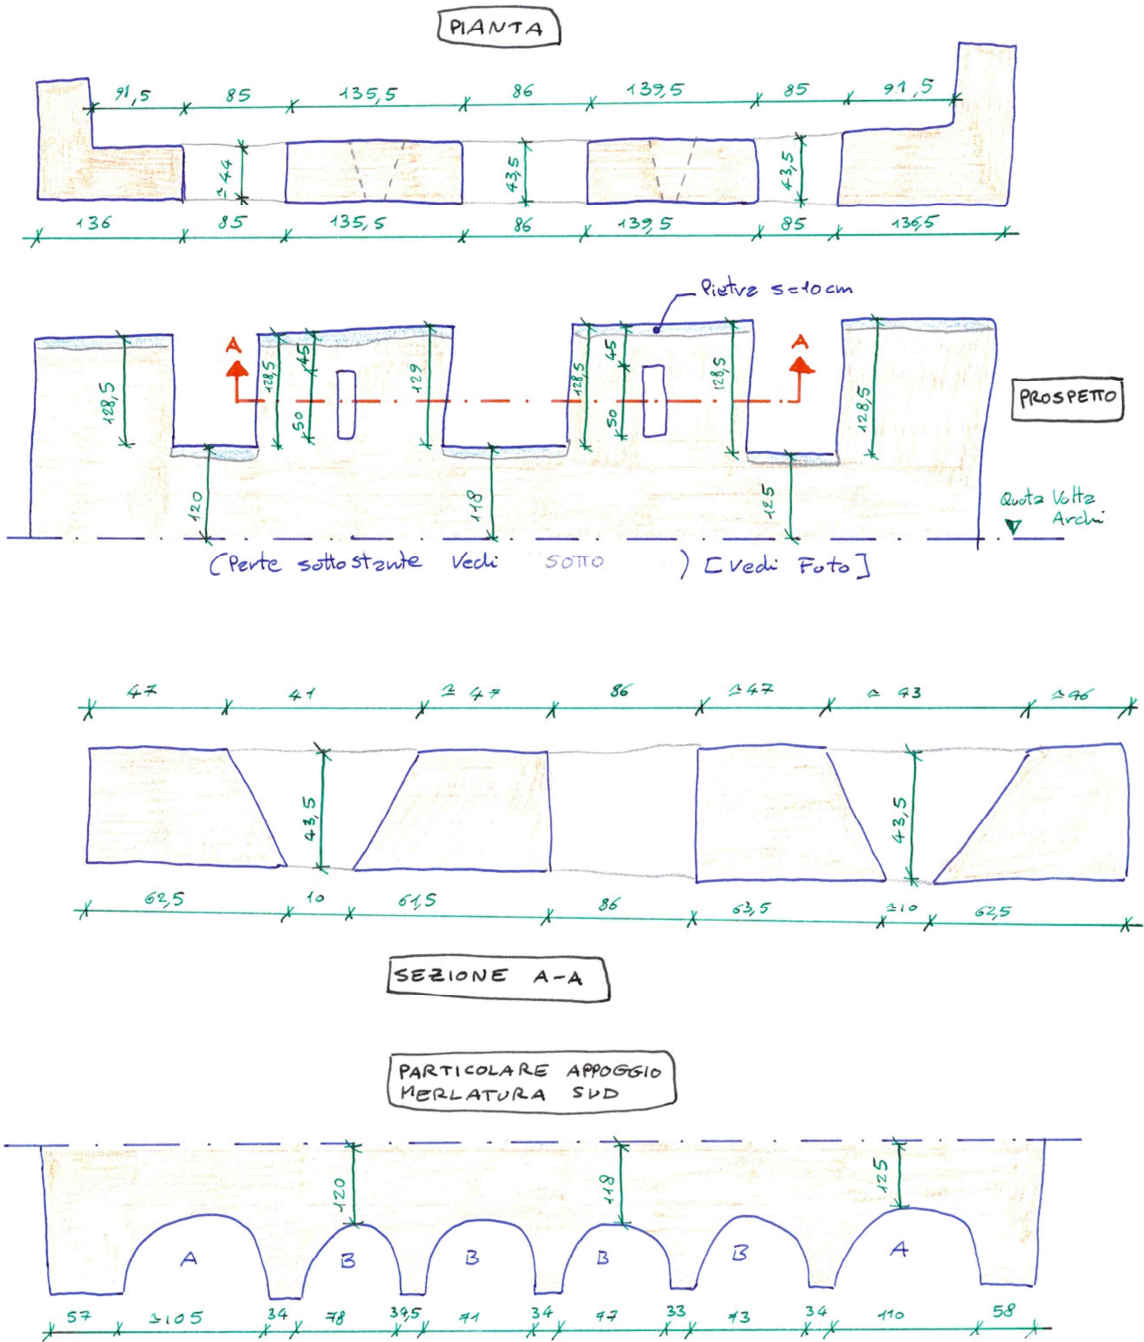 PIANTA
91,5 85 135,5 86 139,5 85 91,5
≃44 43,5 43,5
136 85 135,5 86 139,5 85 136,5
Pietra s=10cm
A A
128,5 128,5 45 50 129 128,5 45 50 128,5 128,5
PROSPETTO
120 118 125
Quota Volta
Archi
(Parte sottostante Vedi SOTTO ) [Vedi Foto]
47 41 ≃ 47 86 ≃47 ≃ 43 ≃46
43,5 43,5
62,5 10 61,5 86 63,5 ≃10 62,5
SEZIONE A-A
PARTICOLARE APPOGGIO
MERLATURA SUD
120 118 125
A B B B B A
57 ≃105 34 78 34,5 71 34 77 33 73 34 110 58